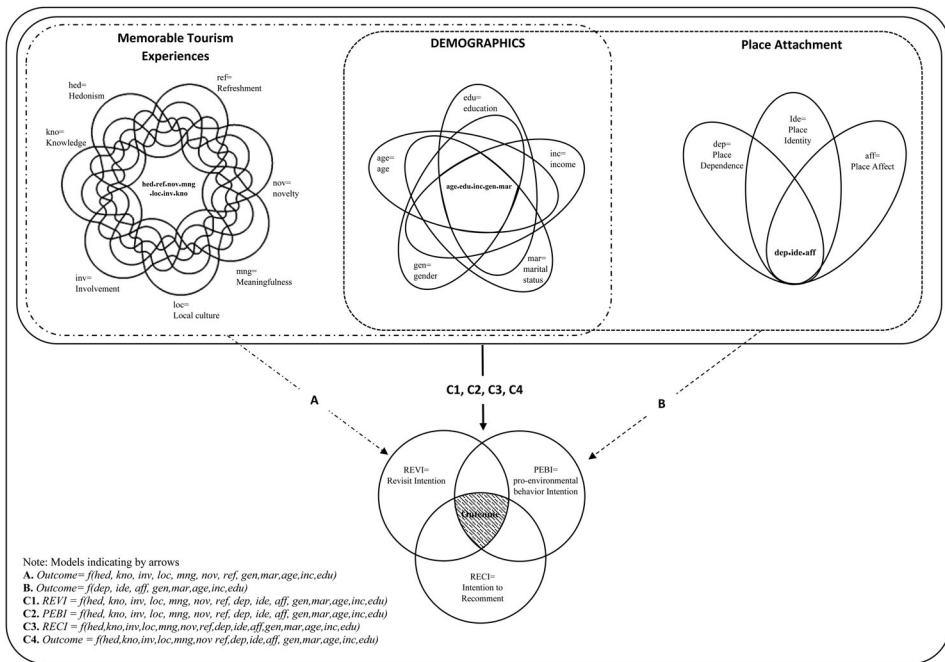 Memorable Tourism
Experiences
DEMOGRAPHICS
Place Attachment
hed=
Hedonism
ref=
Refreshment
kno=
Knowledge
hed•ref•nov•mng
•loc•inv•kno
nov=
novelty
inv=
Involvement
mng=
Meaningfulness
loc=
Local culture
edu=
education
age=
age
inc=
income
age•edu•inc•gen•mar
gen=
gender
mar=
marital
status
Ide=
Place
Identity
dep=
Place
Dependence
aff=
Place Affect
dep•ide•aff
A
C1, C2, C3, C4
B
REVI=
Revisit Intention
PEBI=
pro-environmental
behavior Intention
Outcome
RECI=
Intention to
Recomment
Note: Models indicating by arrows
A. Outcome= f(hed, kno, inv, loc, mng, nov, ref, gen,mar,age,inc,edu)
B. Outcome=f(dep, ide, aff, gen,mar,age,inc,edu)
C1. REVI = f(hed, kno, inv, loc, mng, nov, ref, dep, ide, aff, gen,mar,age,inc,edu)
C2. PEBI = f(hed, kno, inv, loc, mng, nov, ref, dep, ide, aff, gen,mar,age,inc,edu)
C3. RECI = f(hed,kno,inv,loc,mng,nov,ref,dep,ide,aff,gen,mar,age,inc,edu)
C4. Outcome = f(hed,kno,inv,loc,mng,nov ref,dep,ide,aff, gen,mar,age,inc,edu)